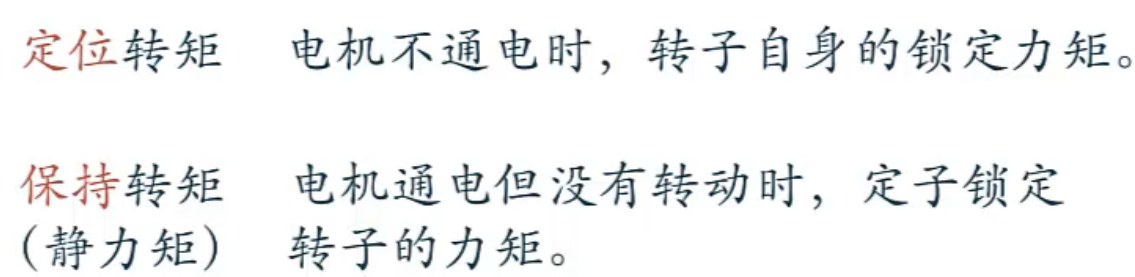 定位转矩 电机不通电时，转子自身的锁定力矩。
保持转矩 电机通电但没有转动时，定子锁定
（静力矩） 转子的力矩。